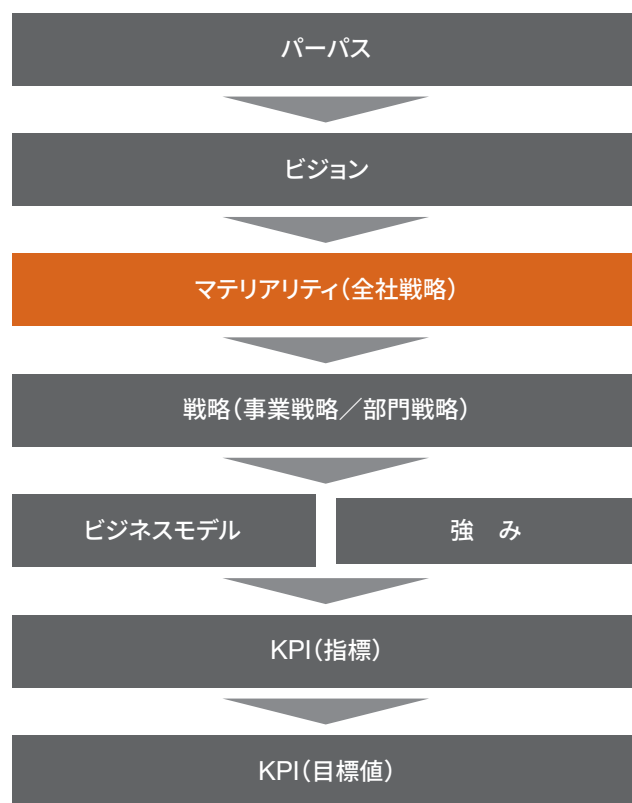 パーパス
ビジョン
マテリアリティ（全社戦略）
戦略（事業戦略／部門戦略）
ビジネスモデル
強　み
KPI（指標）
KPI（目標値）